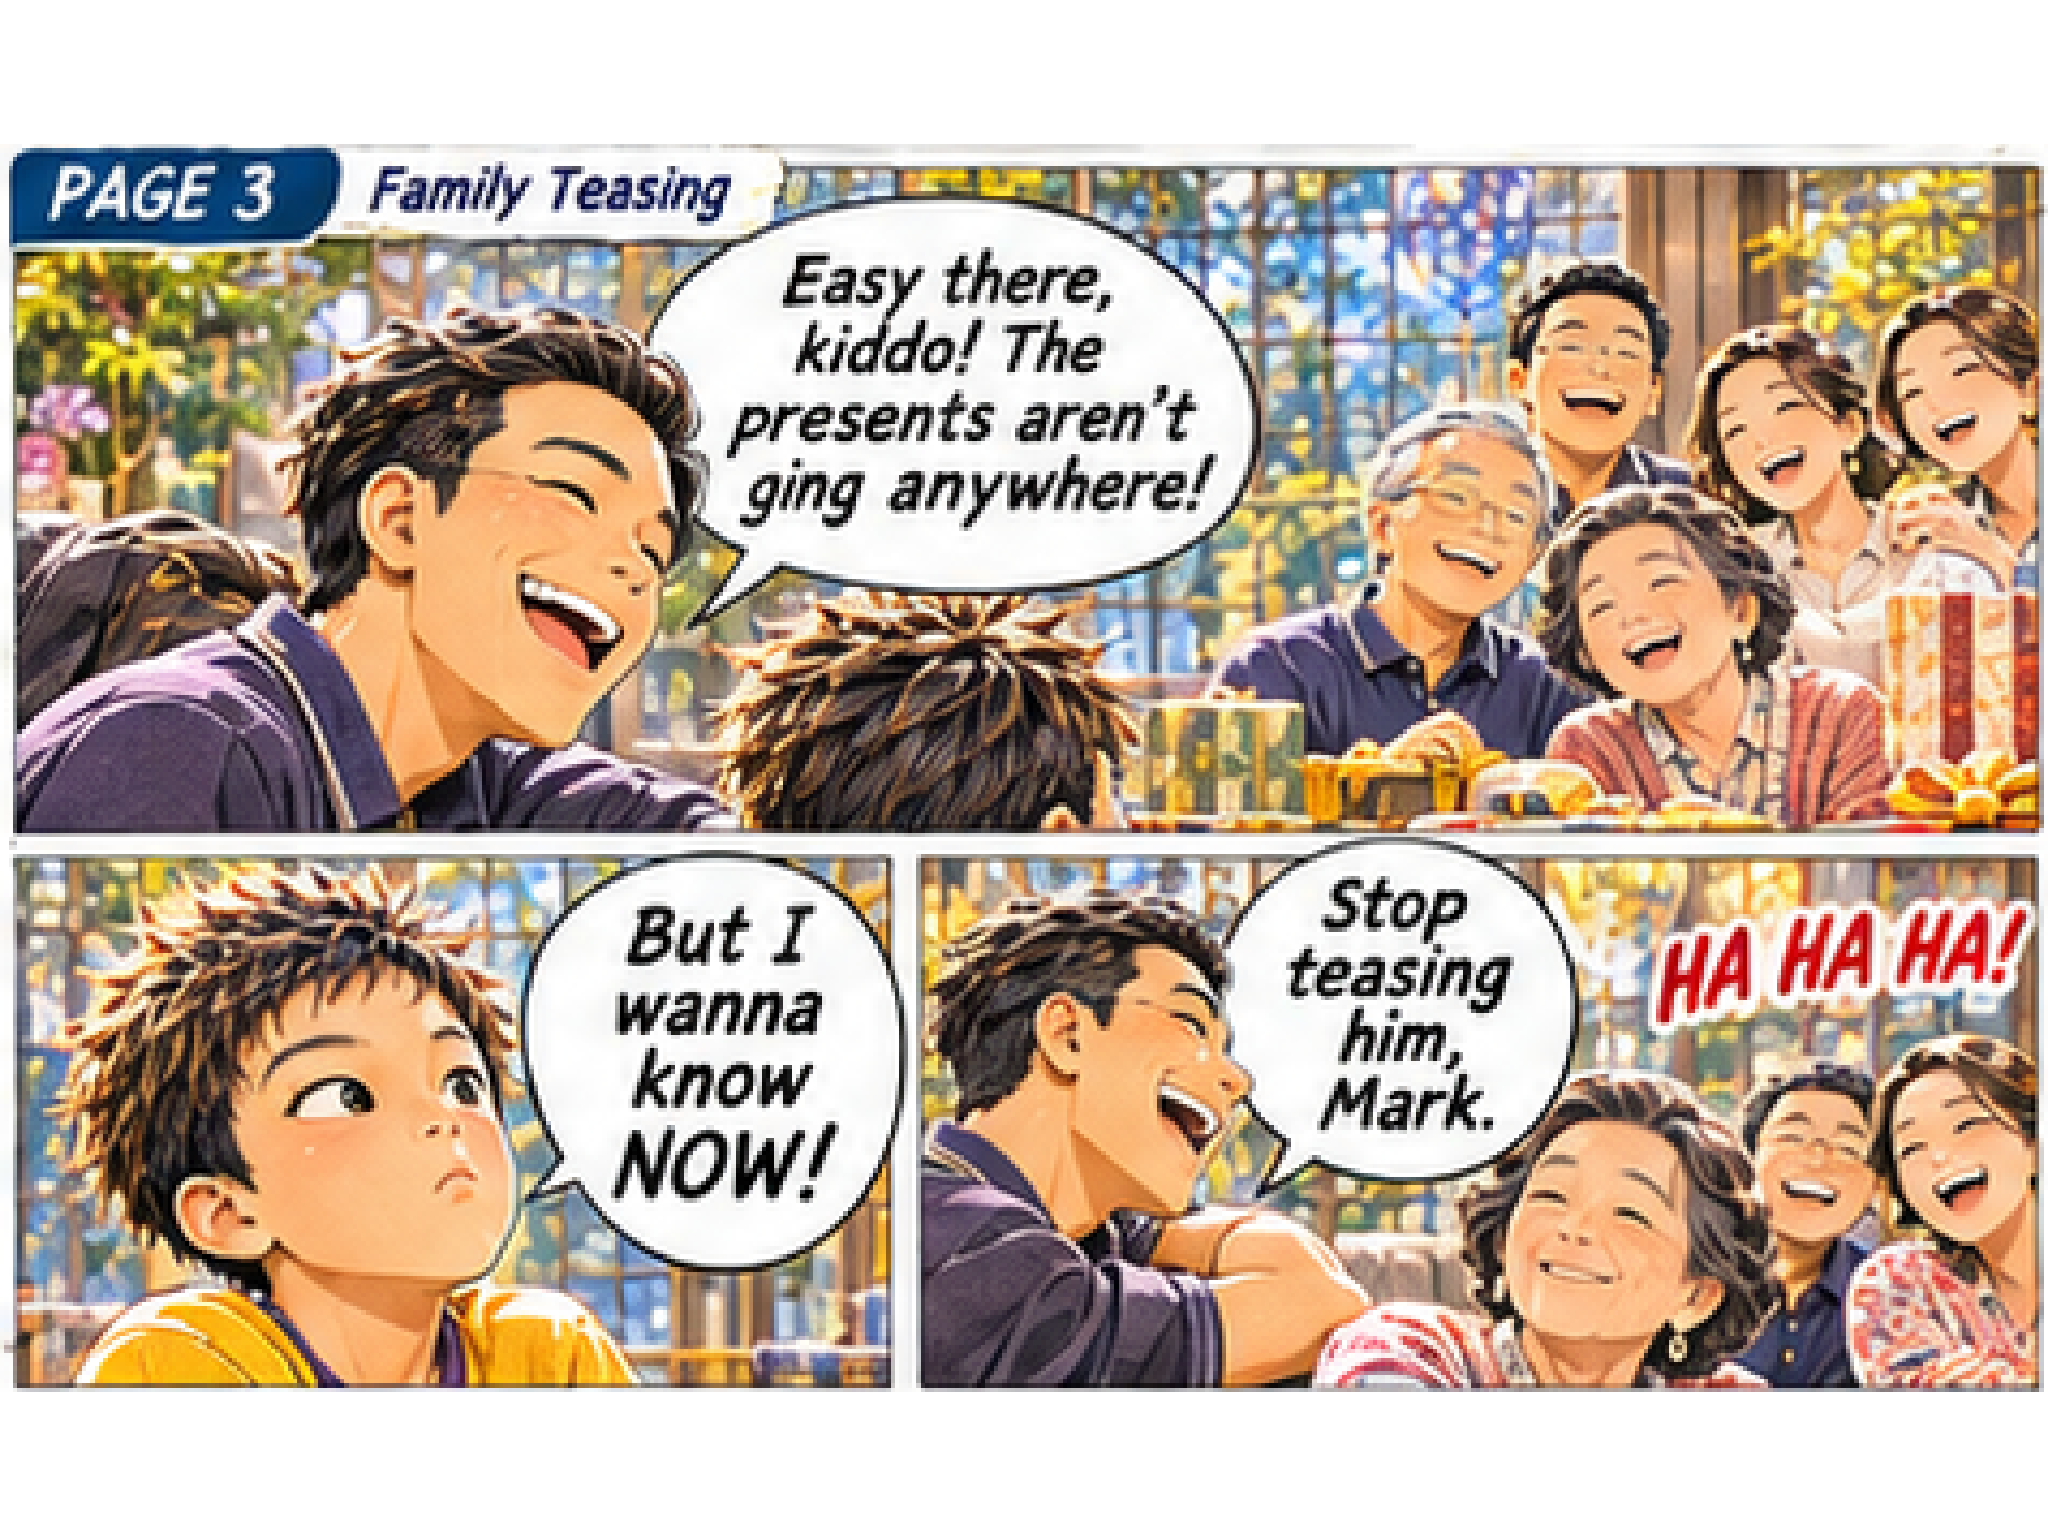 PAGE 3
Family Teasing
Easy there,
kiddo! The
presents aren't
ging anywhere!
But I
wanna
know
NOW!
Stop
teasing
him,
Mark.
HA HA HA!